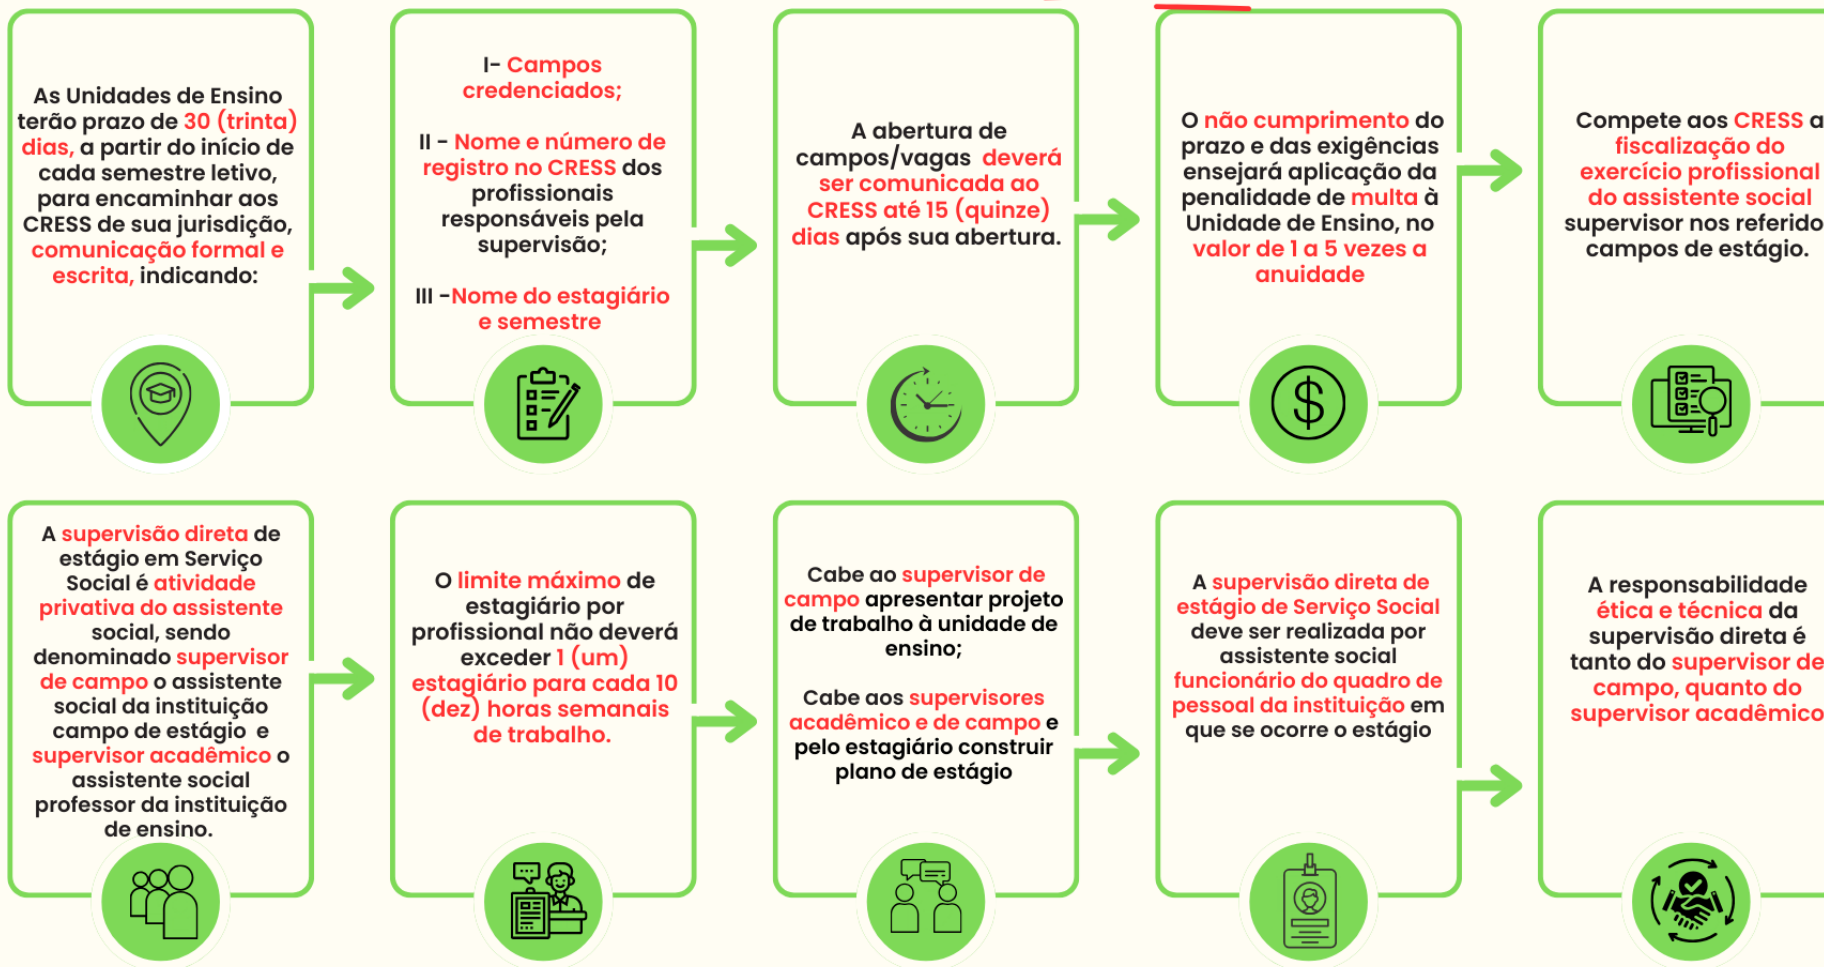 As Unidades de Ensino
terão prazo de 30 (trinta)
dias, a partir do início de
cada semestre letivo,
para encaminhar aos
CRESS de sua jurisdição,
comunicação formal e
escrita, indicando:
I- Campos
credenciados;
II - Nome e número de
registro no CRESS dos
profissionais
responsáveis pela
supervisão;
III -Nome do estagiário
e semestre
A abertura de
campos/vagas deverá
ser comunicada ao
CRESS até 15 (quinze)
dias após sua abertura.
O não cumprimento do
prazo e das exigências
ensejará aplicação da
penalidade de multa à
Unidade de Ensino, no
valor de 1 a 5 vezes a
anuidade
Compete aos CRESS a
fiscalização do
exercício profissional
do assistente social
supervisor nos referido
campos de estágio.
A supervisão direta de
estágio em Serviço
Social é atividade
privativa do assistente
social, sendo
denominado supervisor
de campo o assistente
social da instituição
campo de estágio e
supervisor acadêmico o
assistente social
professor da instituição
de ensino.
O limite máximo de
estagiário por
profissional não deverá
exceder 1 (um)
estagiário para cada 10
(dez) horas semanais
de trabalho.
Cabe ao supervisor de
campo apresentar projeto
de trabalho à unidade de
ensino;
Cabe aos supervisores
acadêmico e de campo e
pelo estagiário construir
plano de estágio
A supervisão direta de
estágio de Serviço Social
deve ser realizada por
assistente social
funcionário do quadro de
pessoal da instituição em
que se ocorre o estágio
A responsabilidade
ética e técnica da
supervisão direta é
tanto do supervisor de
campo, quanto do
supervisor acadêmico